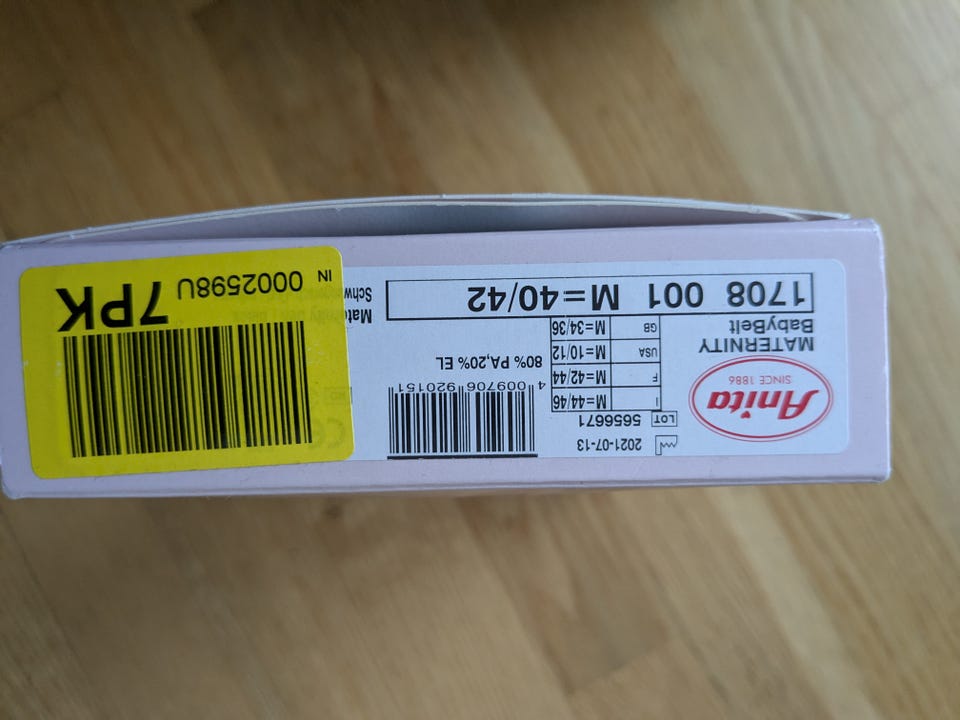 Anita
SINCE 1886
MATERNITY
BabyBelt
2021-07-13
LOT 5656671
I M=44/46
F M=42/44
USA M=10/12
GB M=34/36
4 009706 920151
80% PA,20% EL
1708 001 M=40/42
7PK
IN 0002598U